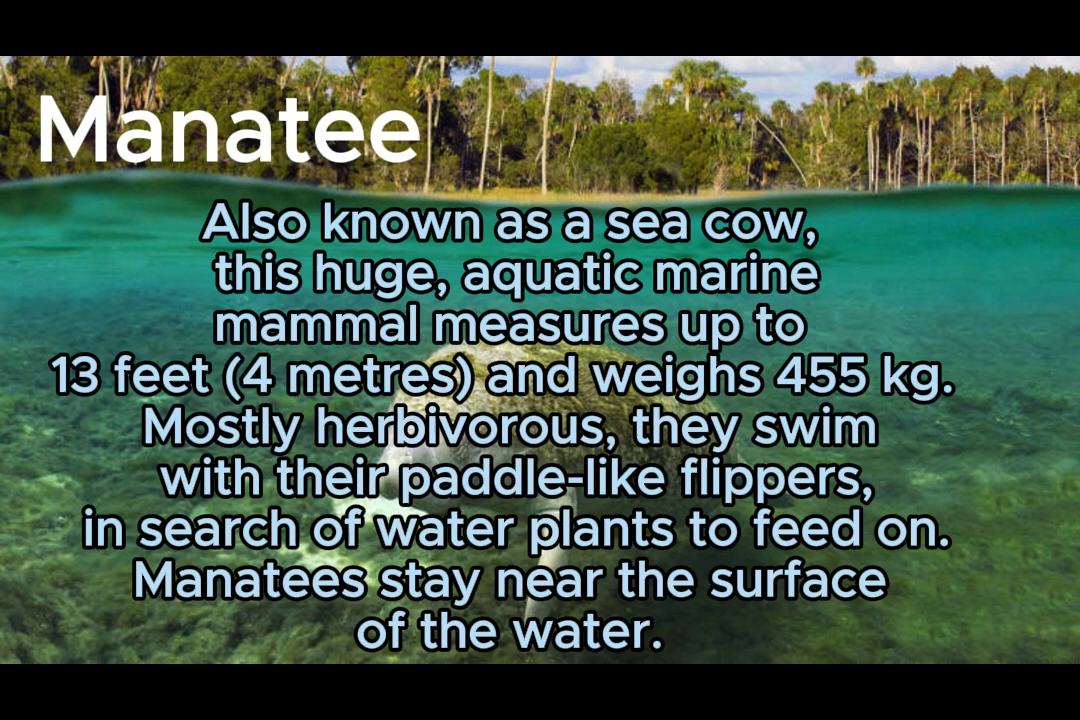 Manatee
Also known as a sea cow,
this huge, aquatic marine
mammal measures up to
13 feet (4 metres) and weighs 455 kg.
Mostly herbivorous, they swim
with their paddle-like flippers,
in search of water plants to feed on.
Manatees stay near the surface
of the water.